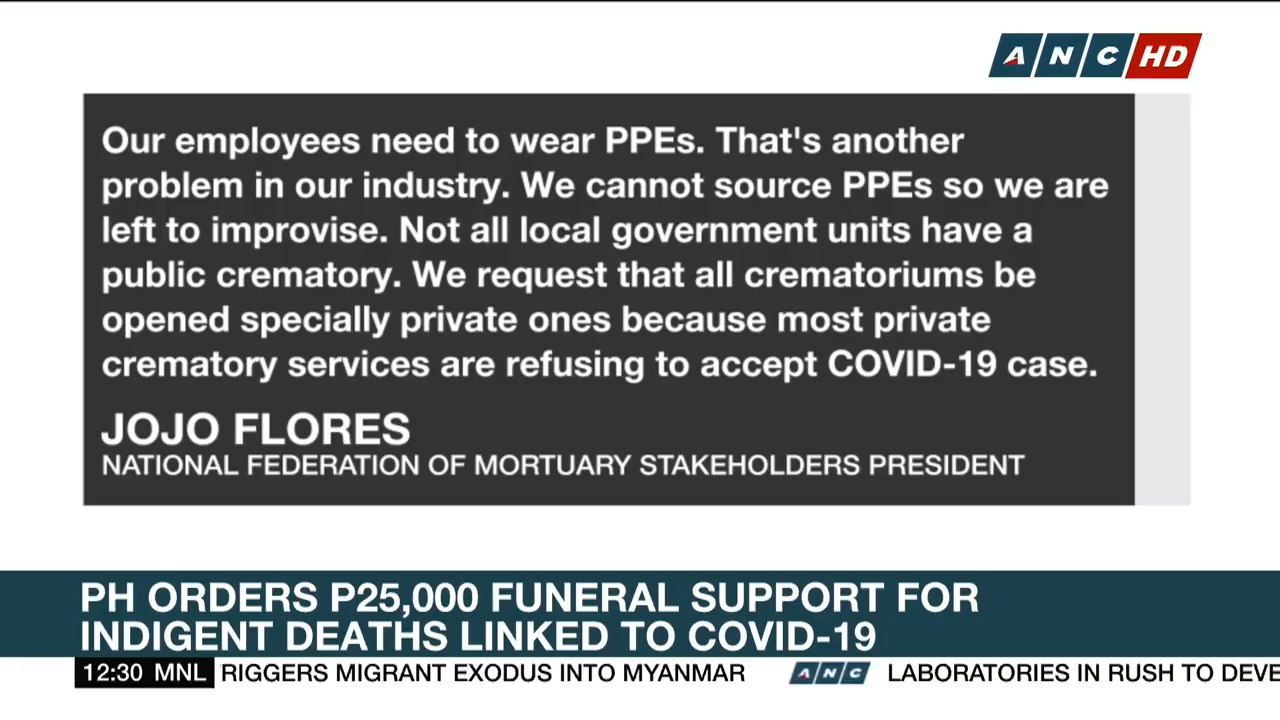 ANC HD
Our employees need to wear PPEs. That's another
problem in our industry. We cannot source PPEs so we are
left to improvise. Not all local government units have a
public crematory. We request that all crematoriums be
opened specially private ones because most private
crematory services are refusing to accept COVID-19 case.
JOJO FLORES
NATIONAL FEDERATION OF MORTUARY STAKEHOLDERS PRESIDENT
PH ORDERS P25,000 FUNERAL SUPPORT FOR
INDIGENT DEATHS LINKED TO COVID-19
12:30 MNL RIGGERS MIGRANT EXODUS INTO MYANMAR ANC LABORATORIES IN RUSH TO DEVE